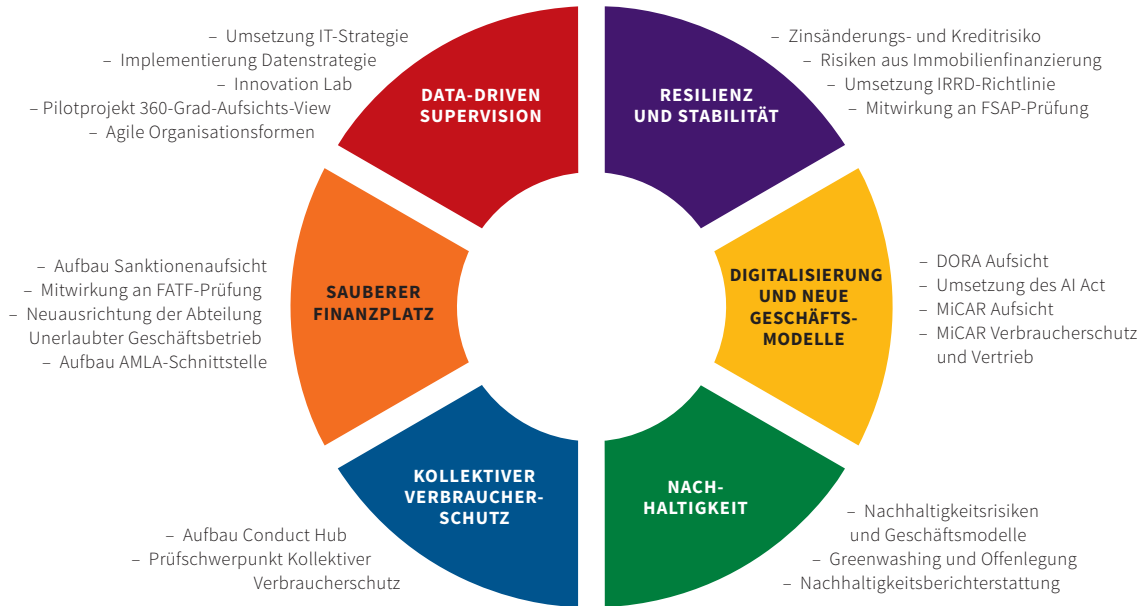 – Umsetzung IT-Strategie
– Implementierung Datenstrategie
– Innovation Lab
– Pilotprojekt 360-Grad-Aufsichts-View
– Agile Organisationsformen
DATA-DRIVEN
SUPERVISION
RESILIENZ
UND STABILITÄT
– Zinsänderungs- und Kreditrisiko
– Risiken aus Immobilienfinanzierung
– Umsetzung IRRD-Richtlinie
– Mitwirkung an FSAP-Prüfung
– Aufbau Sanktionenaufsicht
– Mitwirkung an FATF-Prüfung
– Neuausrichtung der Abteilung
Unerlaubter Geschäftsbetrieb
– Aufbau AMLA-Schnittstelle
SAUBERER
FINANZPLATZ
DIGITALISIERUNG
UND NEUE
GESCHÄFTS-
MODELLE
– DORA Aufsicht
– Umsetzung des AI Act
– MiCAR Aufsicht
– MiCAR Verbraucherschutz
und Vertrieb
– Aufbau Conduct Hub
– Prüfschwerpunkt Kollektiver
Verbraucherschutz
KOLLEKTIVER
VERBRAUCHER-
SCHUTZ
NACH-
HALTIGKEIT
– Nachhaltigkeitsrisiken
und Geschäftsmodelle
– Greenwashing und Offenlegung
– Nachhaltigkeitsberichterstattung